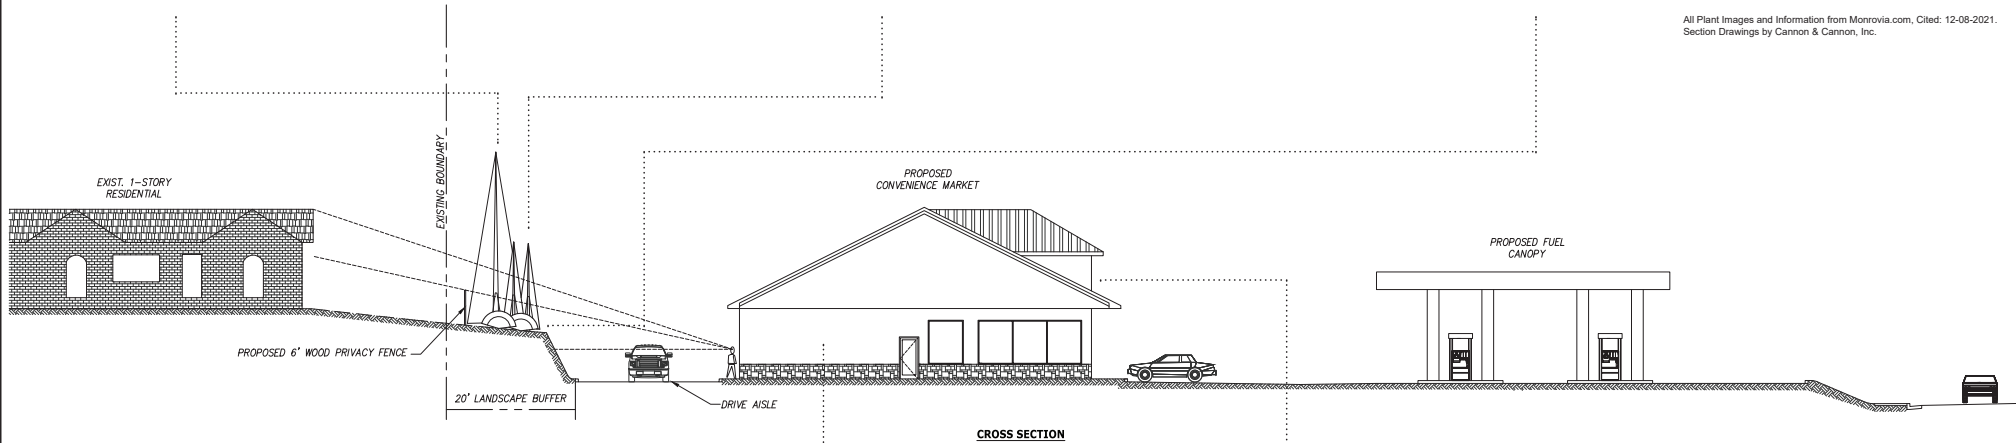 All Plant Images and Information from Monrovia.com, Cited: 12-08-2021.
Section Drawings by Cannon & Cannon, Inc.
EXISTING BOUNDARY
EXIST. 1-STORY
RESIDENTIAL
PROPOSED
CONVENIENCE MARKET
PROPOSED FUEL
CANOPY
PROPOSED 6' WOOD PRIVACY FENCE
20' LANDSCAPE BUFFER
DRIVE AISLE
CROSS SECTION